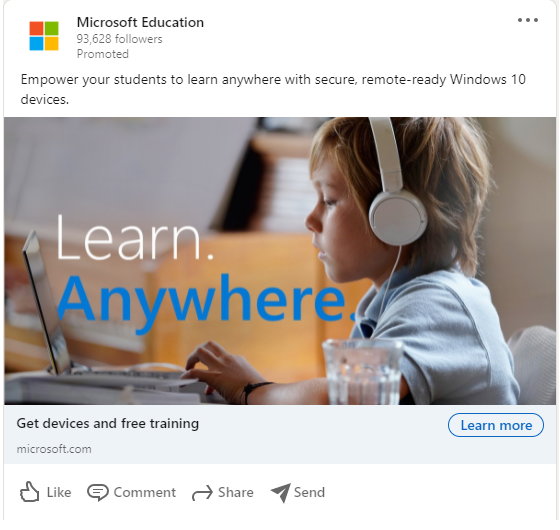 Microsoft Education
93,628 followers
Promoted
Empower your students to learn anywhere with secure, remote-ready Windows 10
devices.
Learn.
Anywhere.
Get devices and free training
Learn more
microsoft.com
Like
Comment
Share
Send